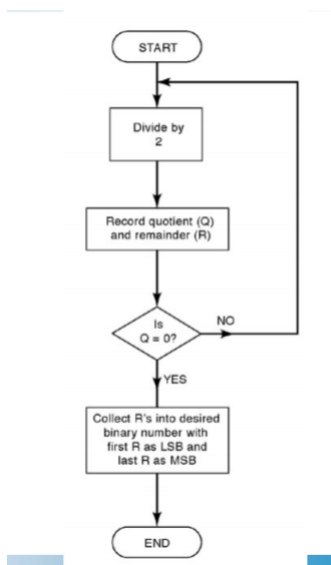 START
Divide by
2
Record quotient (Q)
and remainder (R)
Is
Q = 0?
NO
YES
Collect R's into desired
binary number with
first R as LSB and
last R as MSB
END